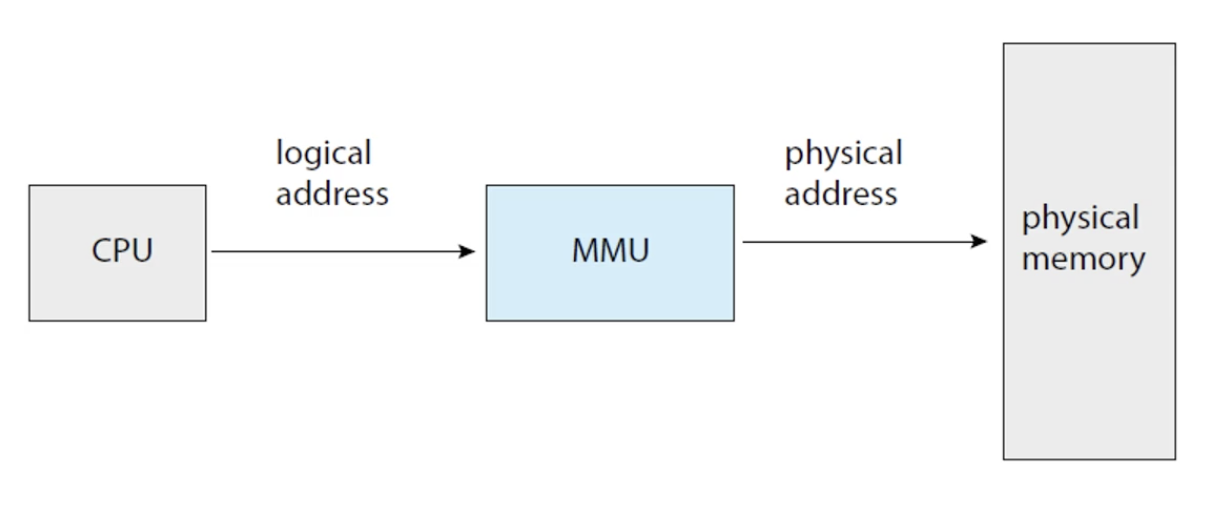 logical
address
physical
address
CPU
MMU
physical
memory